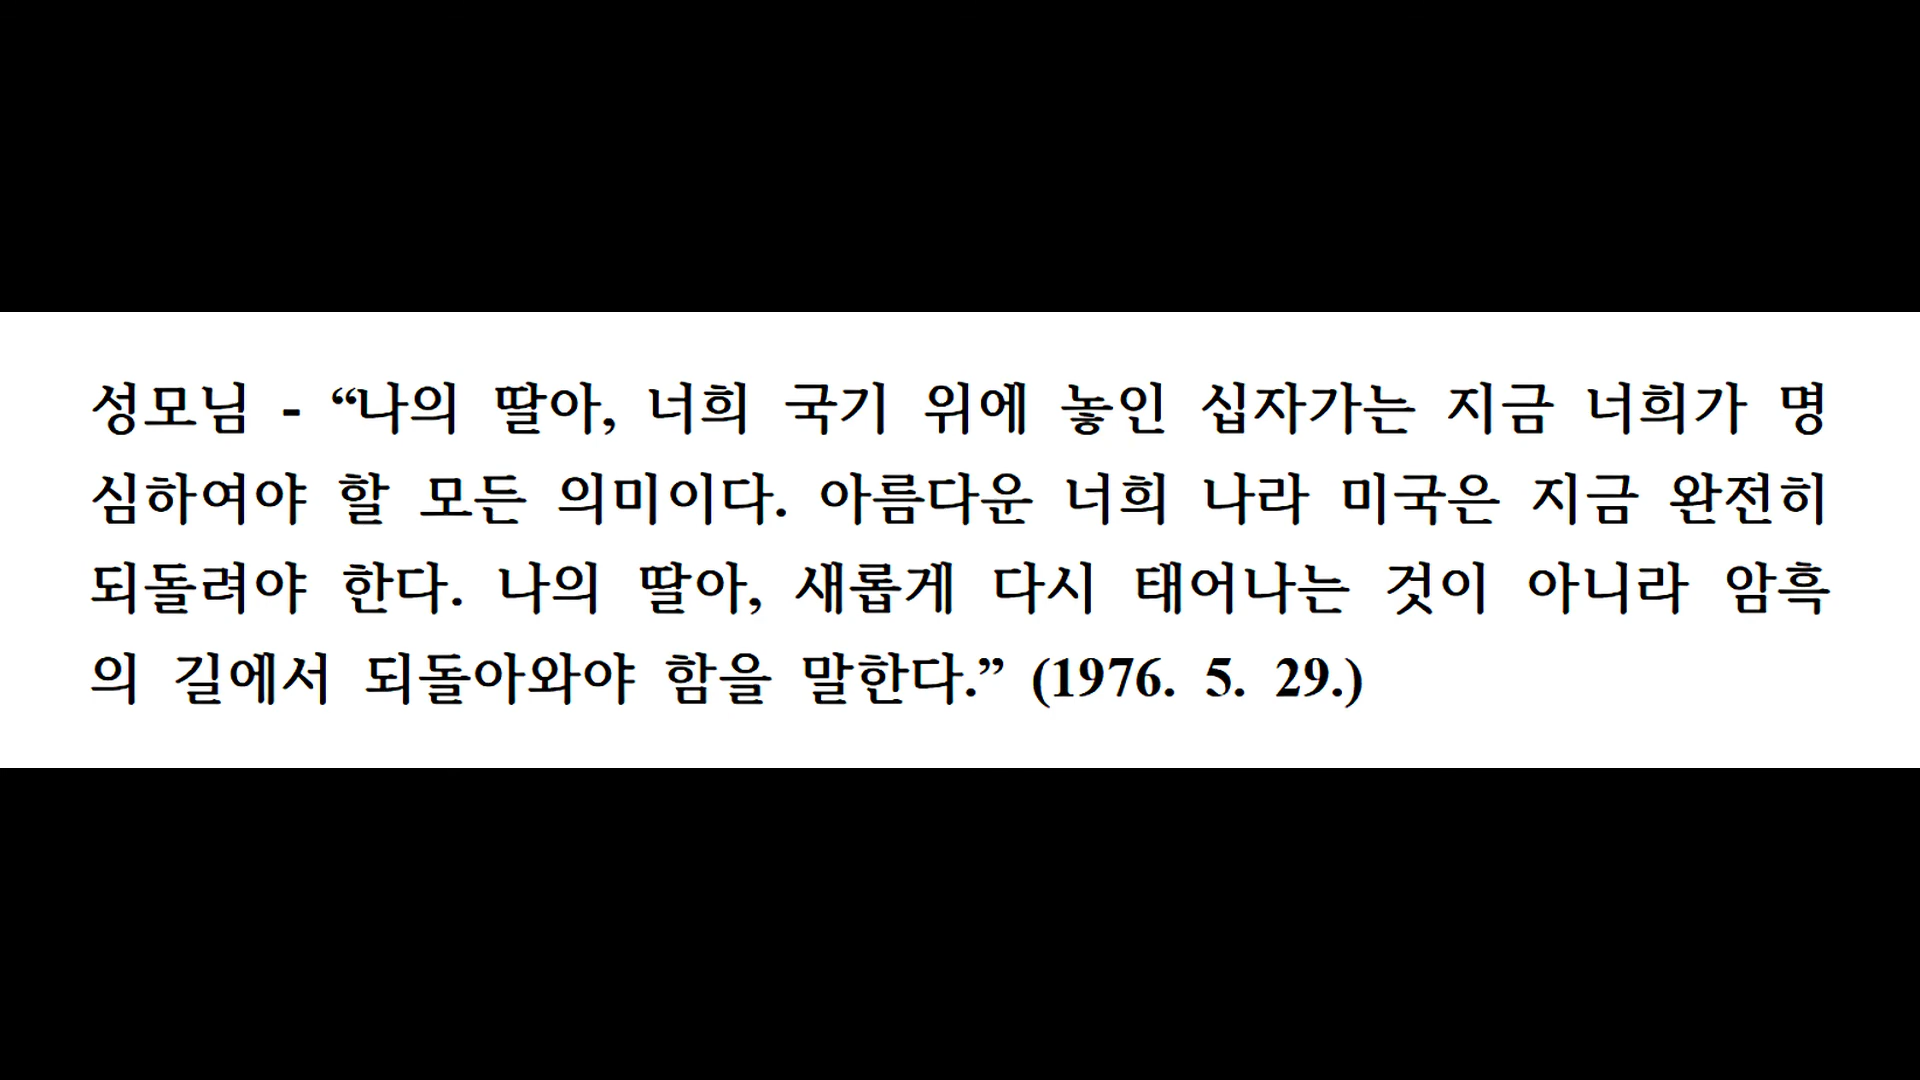 성모님 - “나의 딸아, 너희 국기 위에 놓인 십자가는 지금 너희가 명
심하여야 할 모든 의미이다. 아름다운 너희 나라 미국은 지금 완전히
되돌려야 한다. 나의 딸아, 새롭게 다시 태어나는 것이 아니라 암흑
의 길에서 되돌아와야 함을 말한다.” (1976. 5. 29.)